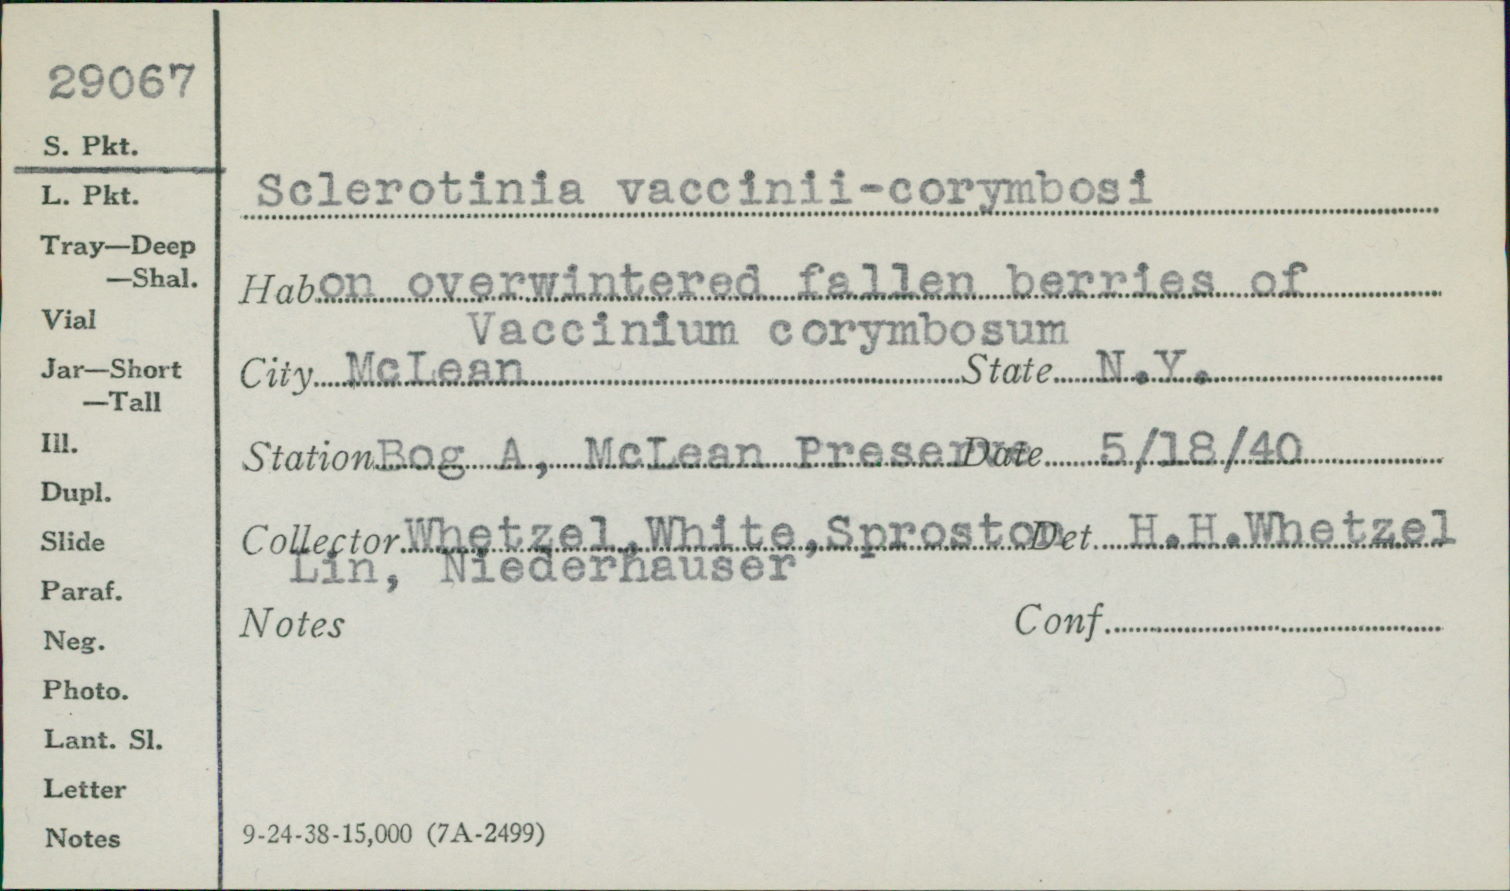 29067
S. Pkt.
L. Pkt.
Tray—Deep
—Shal.
Vial
Jar—Short
—Tall
Ill.
Dupl.
Slide
Paraf.
Neg.
Photo.
Lant. Sl.
Letter
Notes
Sclerotinia vaccinii-corymbosi
Hab. on overwintered fallen berries of
Vaccinium corymbosum
City McLean State N.Y.
Station Bog A, McLean Preserve Date 5/18/40
Collector Whetzel,White,Sproston Det. H.H.Whetzel
Lin, Niederhauser
Notes Conf.
9-24-38-15,000 (7A-2499)